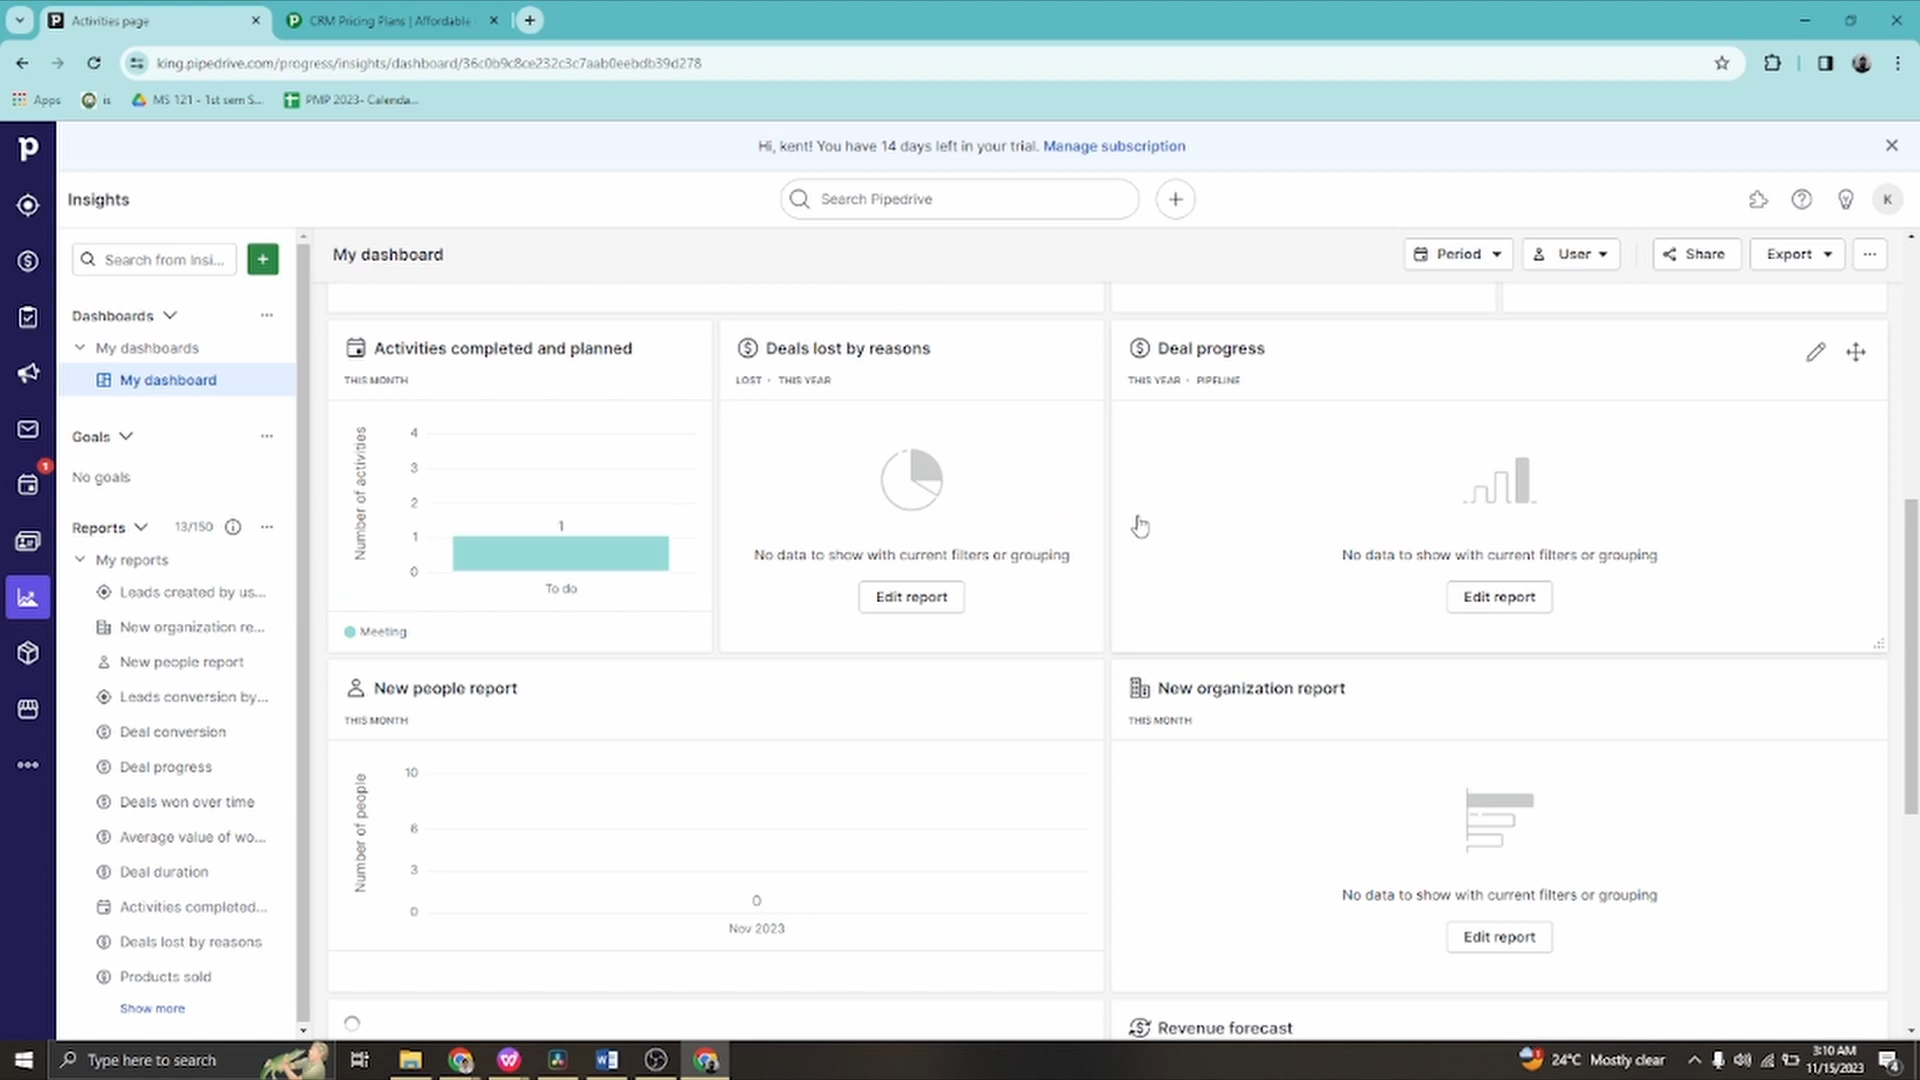 Activities page
CRM Pricing Plans | Affordable
king.pipedrive.com/progress/insights/dashboard/36c0b9c8ce232c3c7aab0eebdb39d278
Apps
is
MS 121 - 1st sem S...
PMP 2023- Calenda...
Hi, kent! You have 14 days left in your trial. Manage subscription
Insights
Search Pipedrive
K
Search from Insi...
My dashboard
Period
User
Share
Export
Dashboards
My dashboards
My dashboard
Goals
No goals
Reports
13/150
My reports
Leads created by us...
New organization re...
New people report
Leads conversion by...
Deal conversion
Deal progress
Deals won over time
Average value of wo...
Deal duration
Activities completed...
Deals lost by reasons
Products sold
Show more
1
Activities completed and planned
THIS MONTH
Number of activities
4
3
2
1
0
1
To do
Meeting
Deals lost by reasons
LOST · THIS YEAR
No data to show with current filters or grouping
Edit report
Deal progress
THIS YEAR · PIPELINE
No data to show with current filters or grouping
Edit report
New people report
THIS MONTH
Number of people
10
6
3
0
0
Nov 2023
New organization report
THIS MONTH
No data to show with current filters or grouping
Edit report
Revenue forecast
Type here to search
24°C Mostly clear
3:10 AM
11/15/2023
4